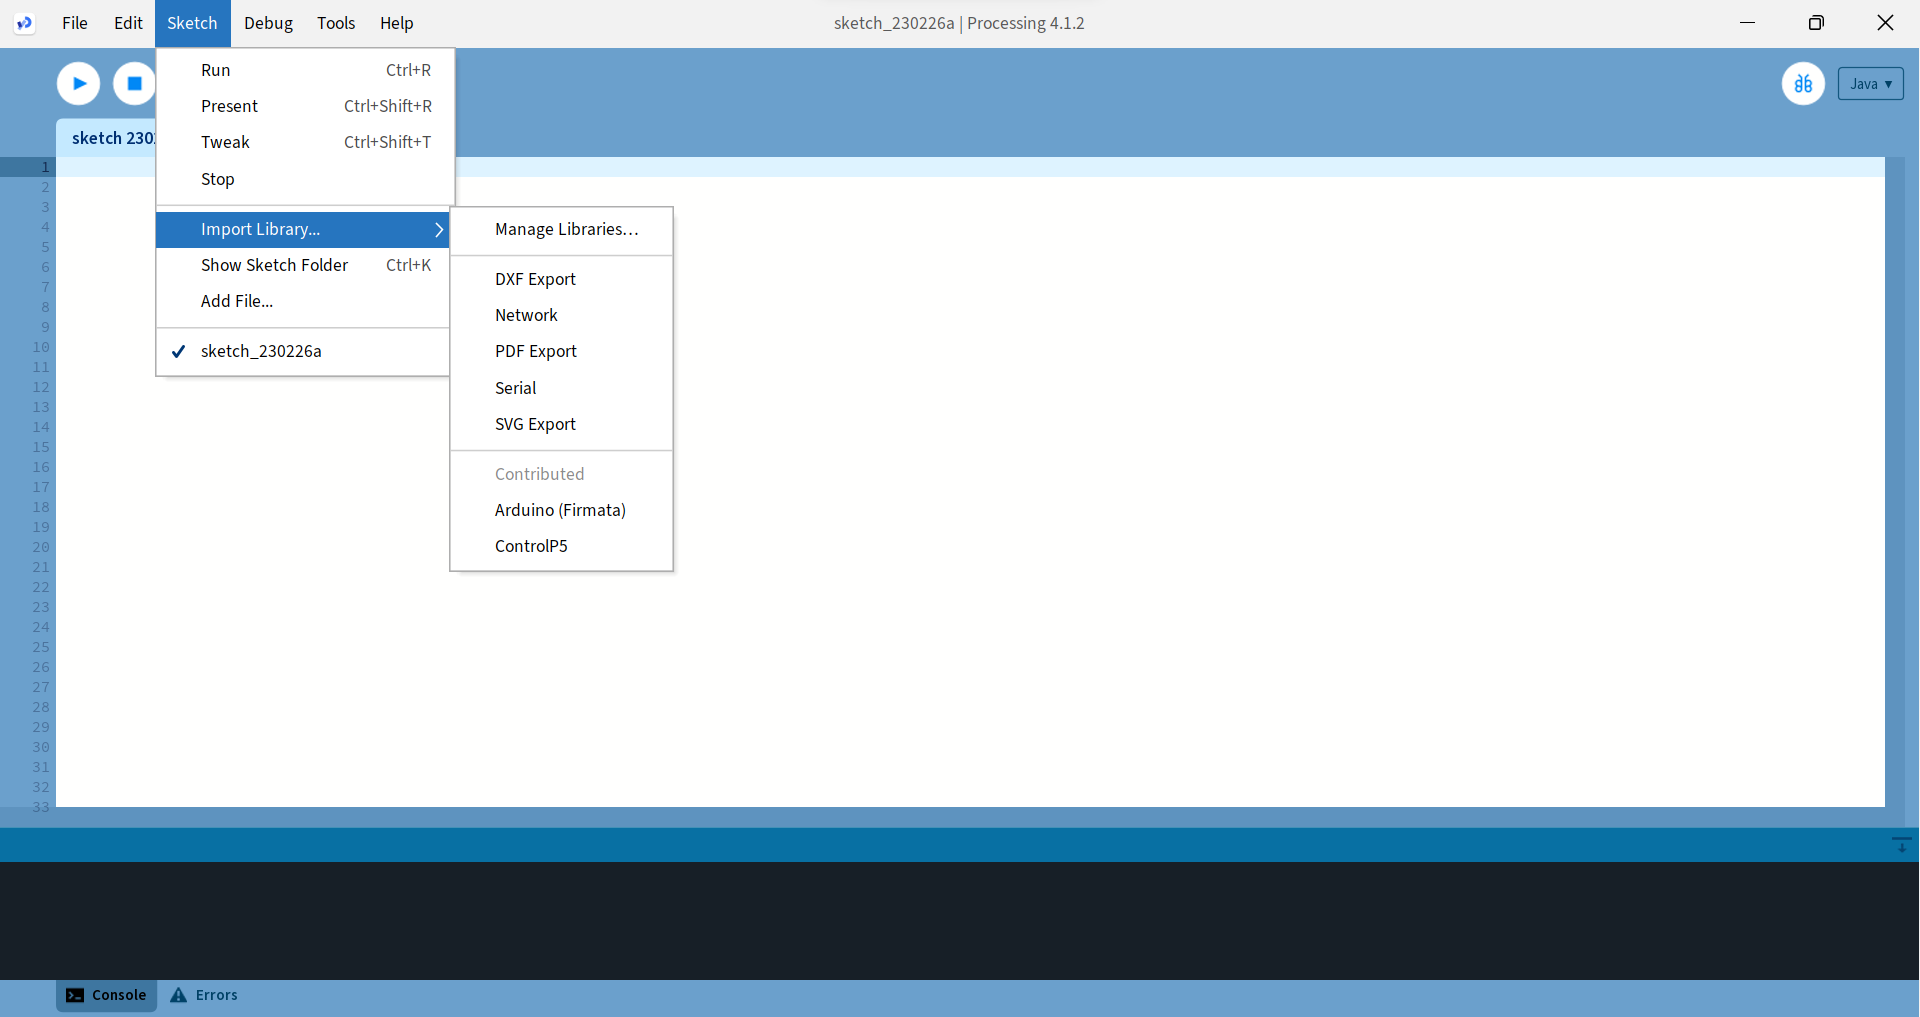 File Edit Sketch Debug Tools Help
sketch_230226a | Processing 4.1.2
Java
sketch 230
Run Ctrl+R
Present Ctrl+Shift+R
Tweak Ctrl+Shift+T
Stop
Import Library...
Show Sketch Folder Ctrl+K
Add File...
sketch_230226a
Manage Libraries...
DXF Export
Network
PDF Export
Serial
SVG Export
Contributed
Arduino (Firmata)
ControlP5
1
2
3
4
5
6
7
8
9
10
11
12
13
14
15
16
17
18
19
20
21
22
23
24
25
26
27
28
29
30
31
32
33
Console Errors